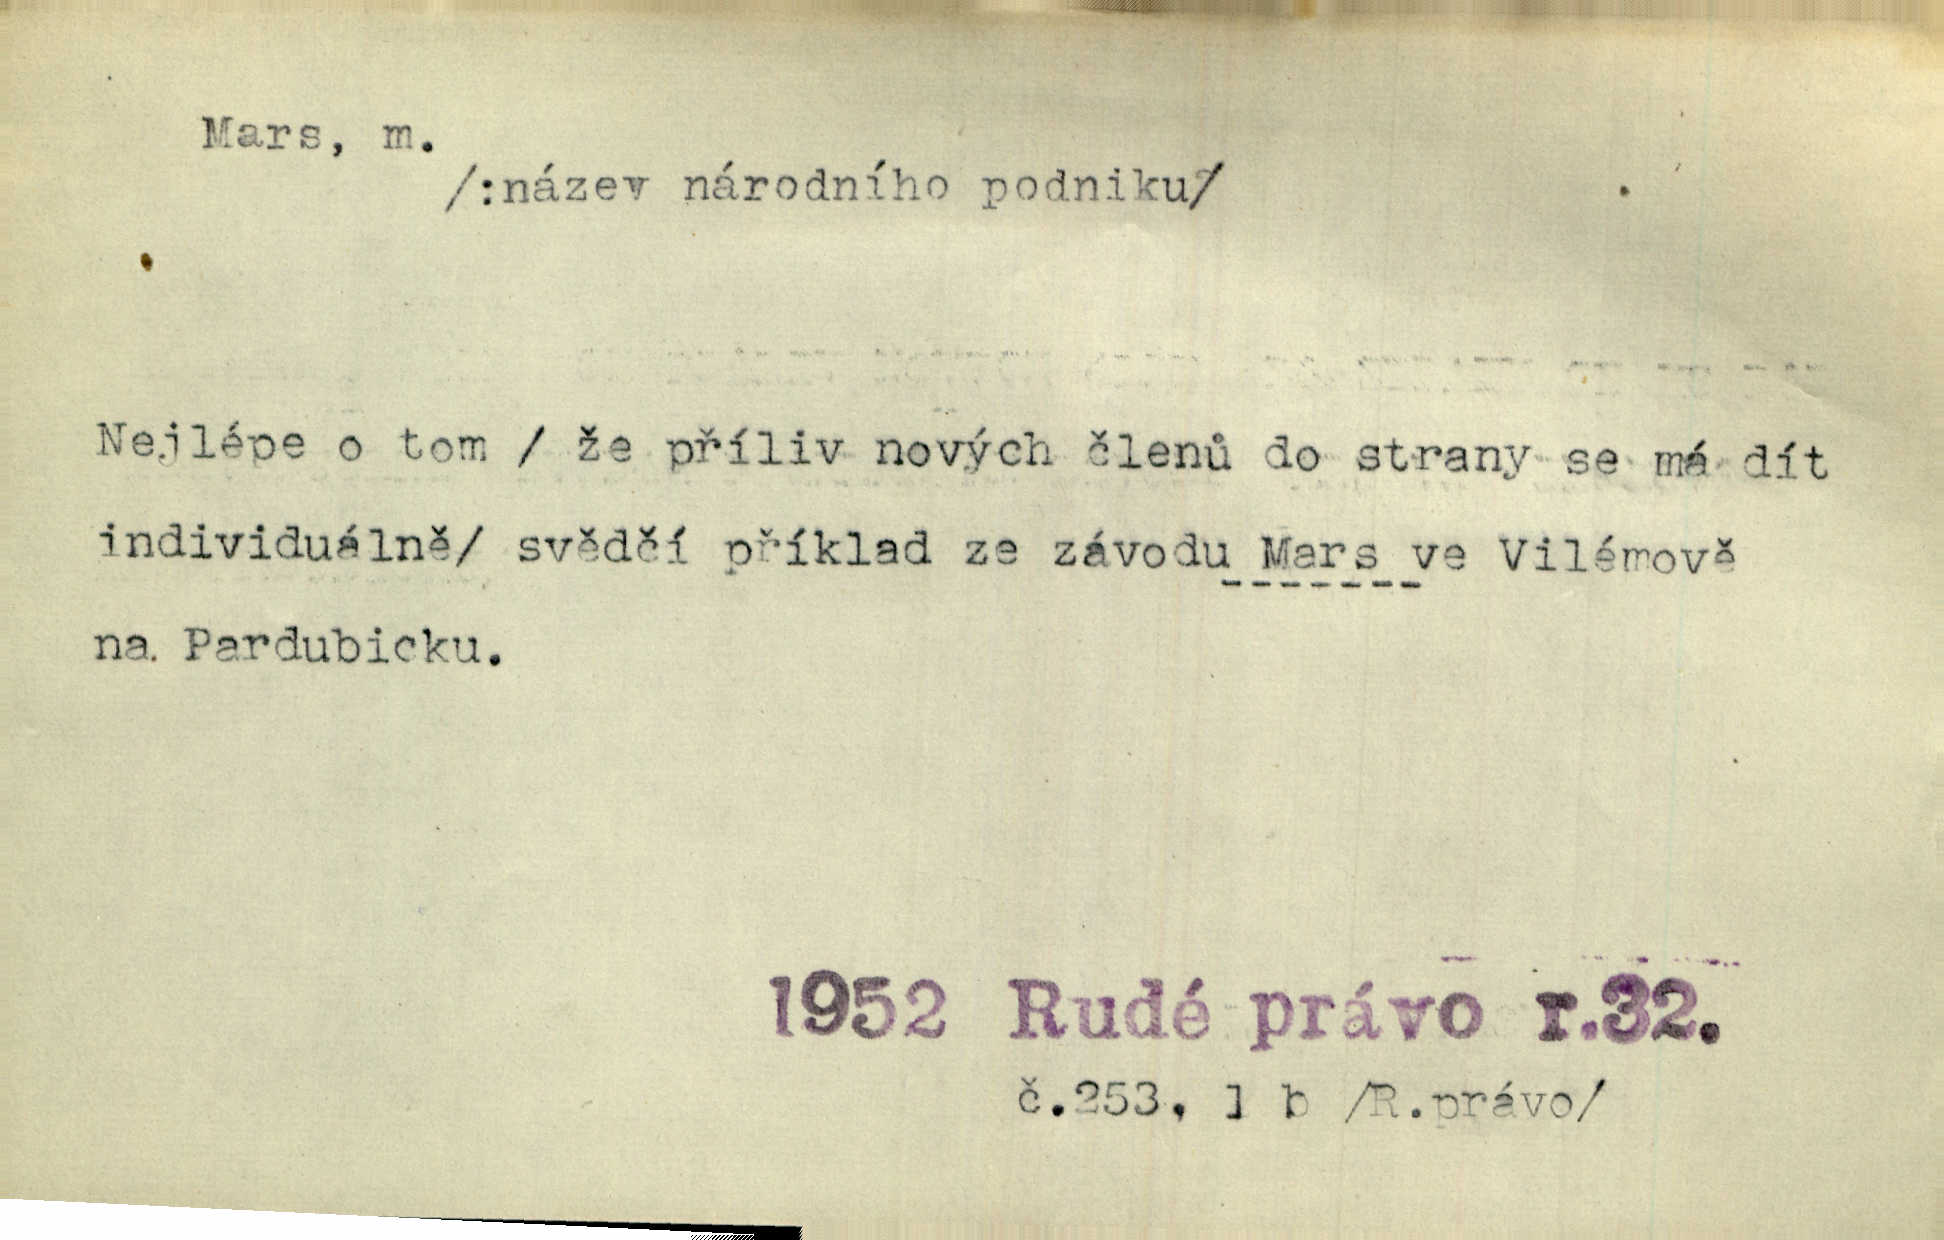 Mars, m.
/:název národního podniku/
Nejlépe o tom / že příliv nových členů do strany se má dít
individuálně/ svědčí příklad ze závodu Mars ve Vilémově
na Pardubicku.
1952 Rudé právo r.32.
č.253, 1 b /R.právo/